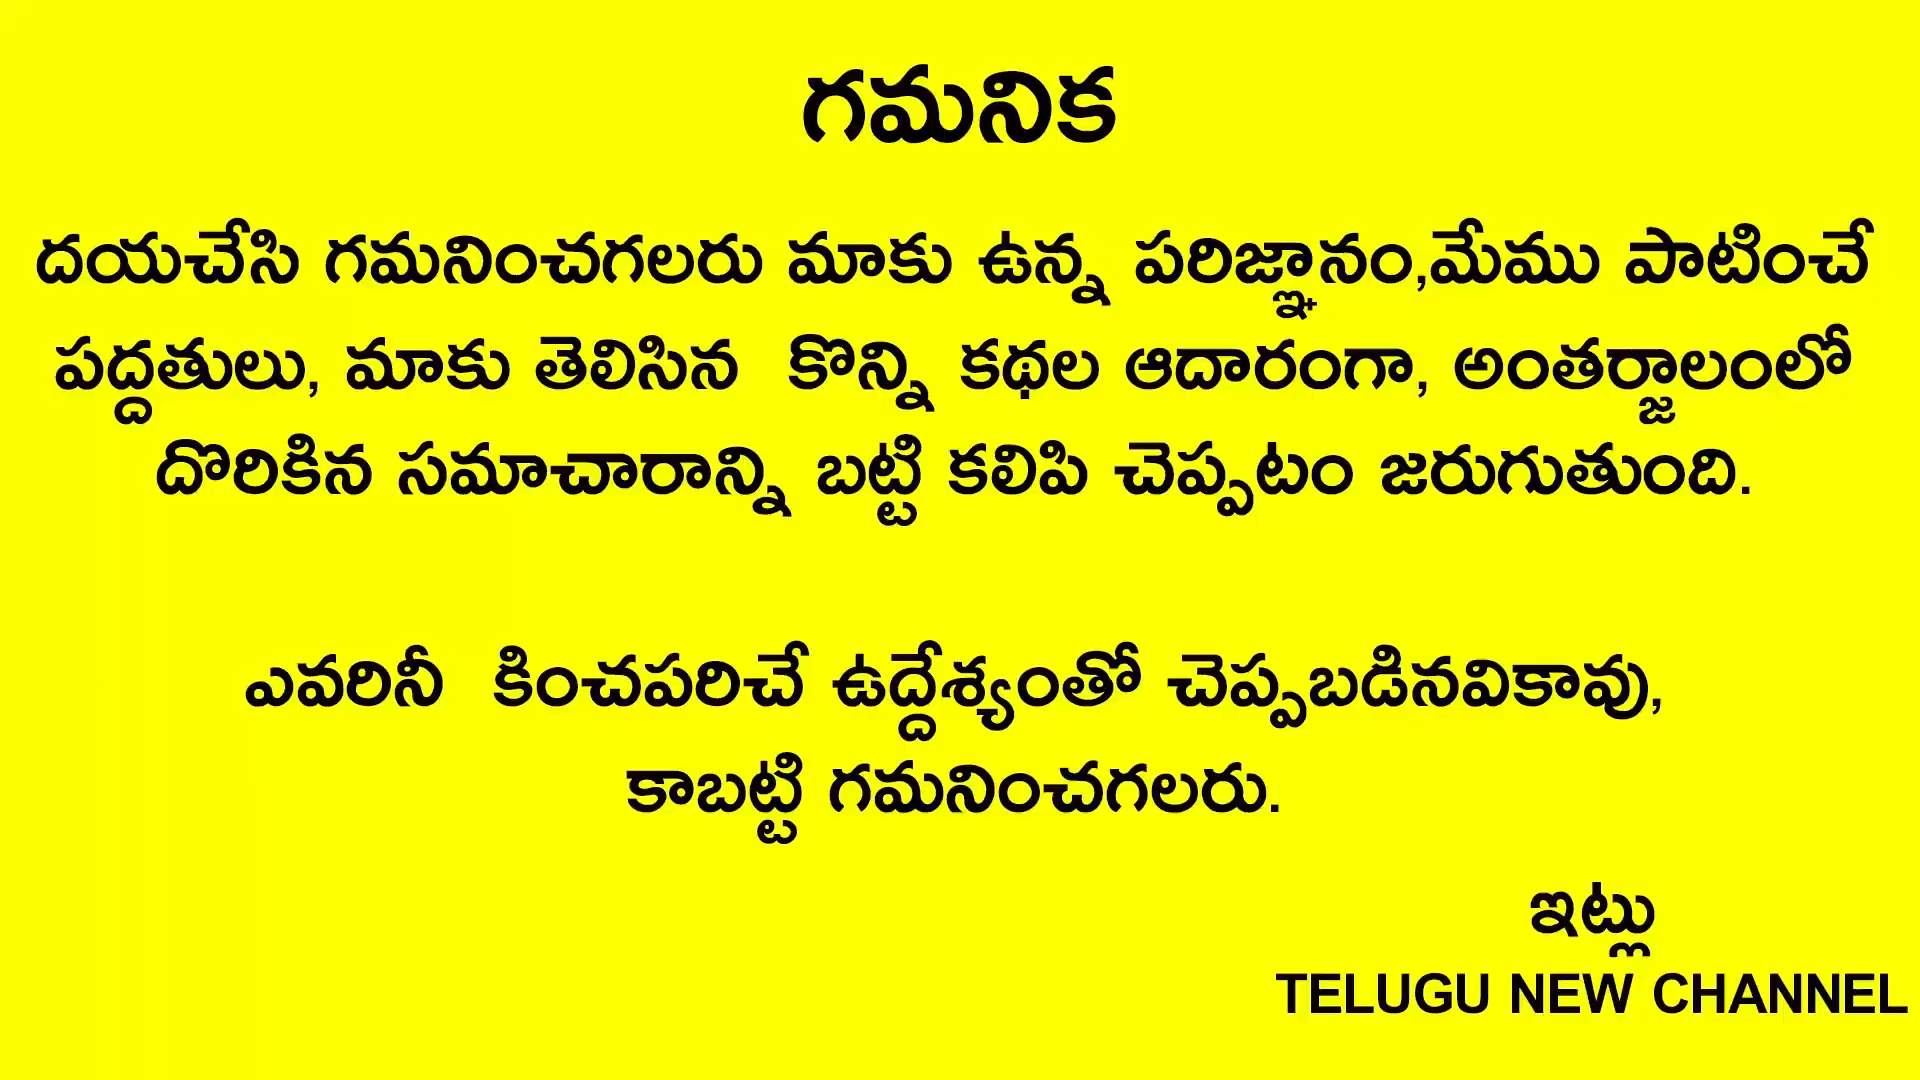 గమనిక
దయచేసి గమనించగలరు మాకు ఉన్న పరిజ్ఞానం,మేము పాటించే
పద్దతులు, మాకు తెలిసిన కొన్ని కథల ఆదారంగా, అంతర్జాలంలో
దొరికిన సమాచారాన్ని బట్టి కలిపి చెప్పటం జరుగుతుంది.
ఎవరినీ కించపరిచే ఉద్దేశ్యంతో చెప్పబడినవికావు,
కాబట్టి గమనించగలరు.
ఇట్లు
TELUGU NEW CHANNEL